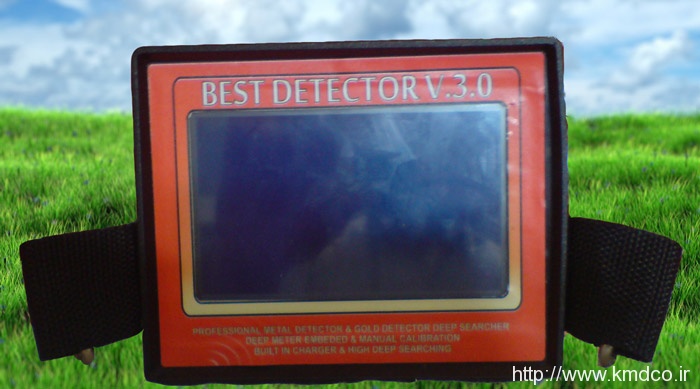 BEST DETECTOR V.3.0
PROFESSIONAL METAL DETECTOR & GOLD DETECTOR DEEP SEARCHER
DEEP METER EMBEDED & MANUAL CALIBRATION
BUILT IN CHARGER & HIGH DEEP SEARCHING
http://www.kmdco.ir